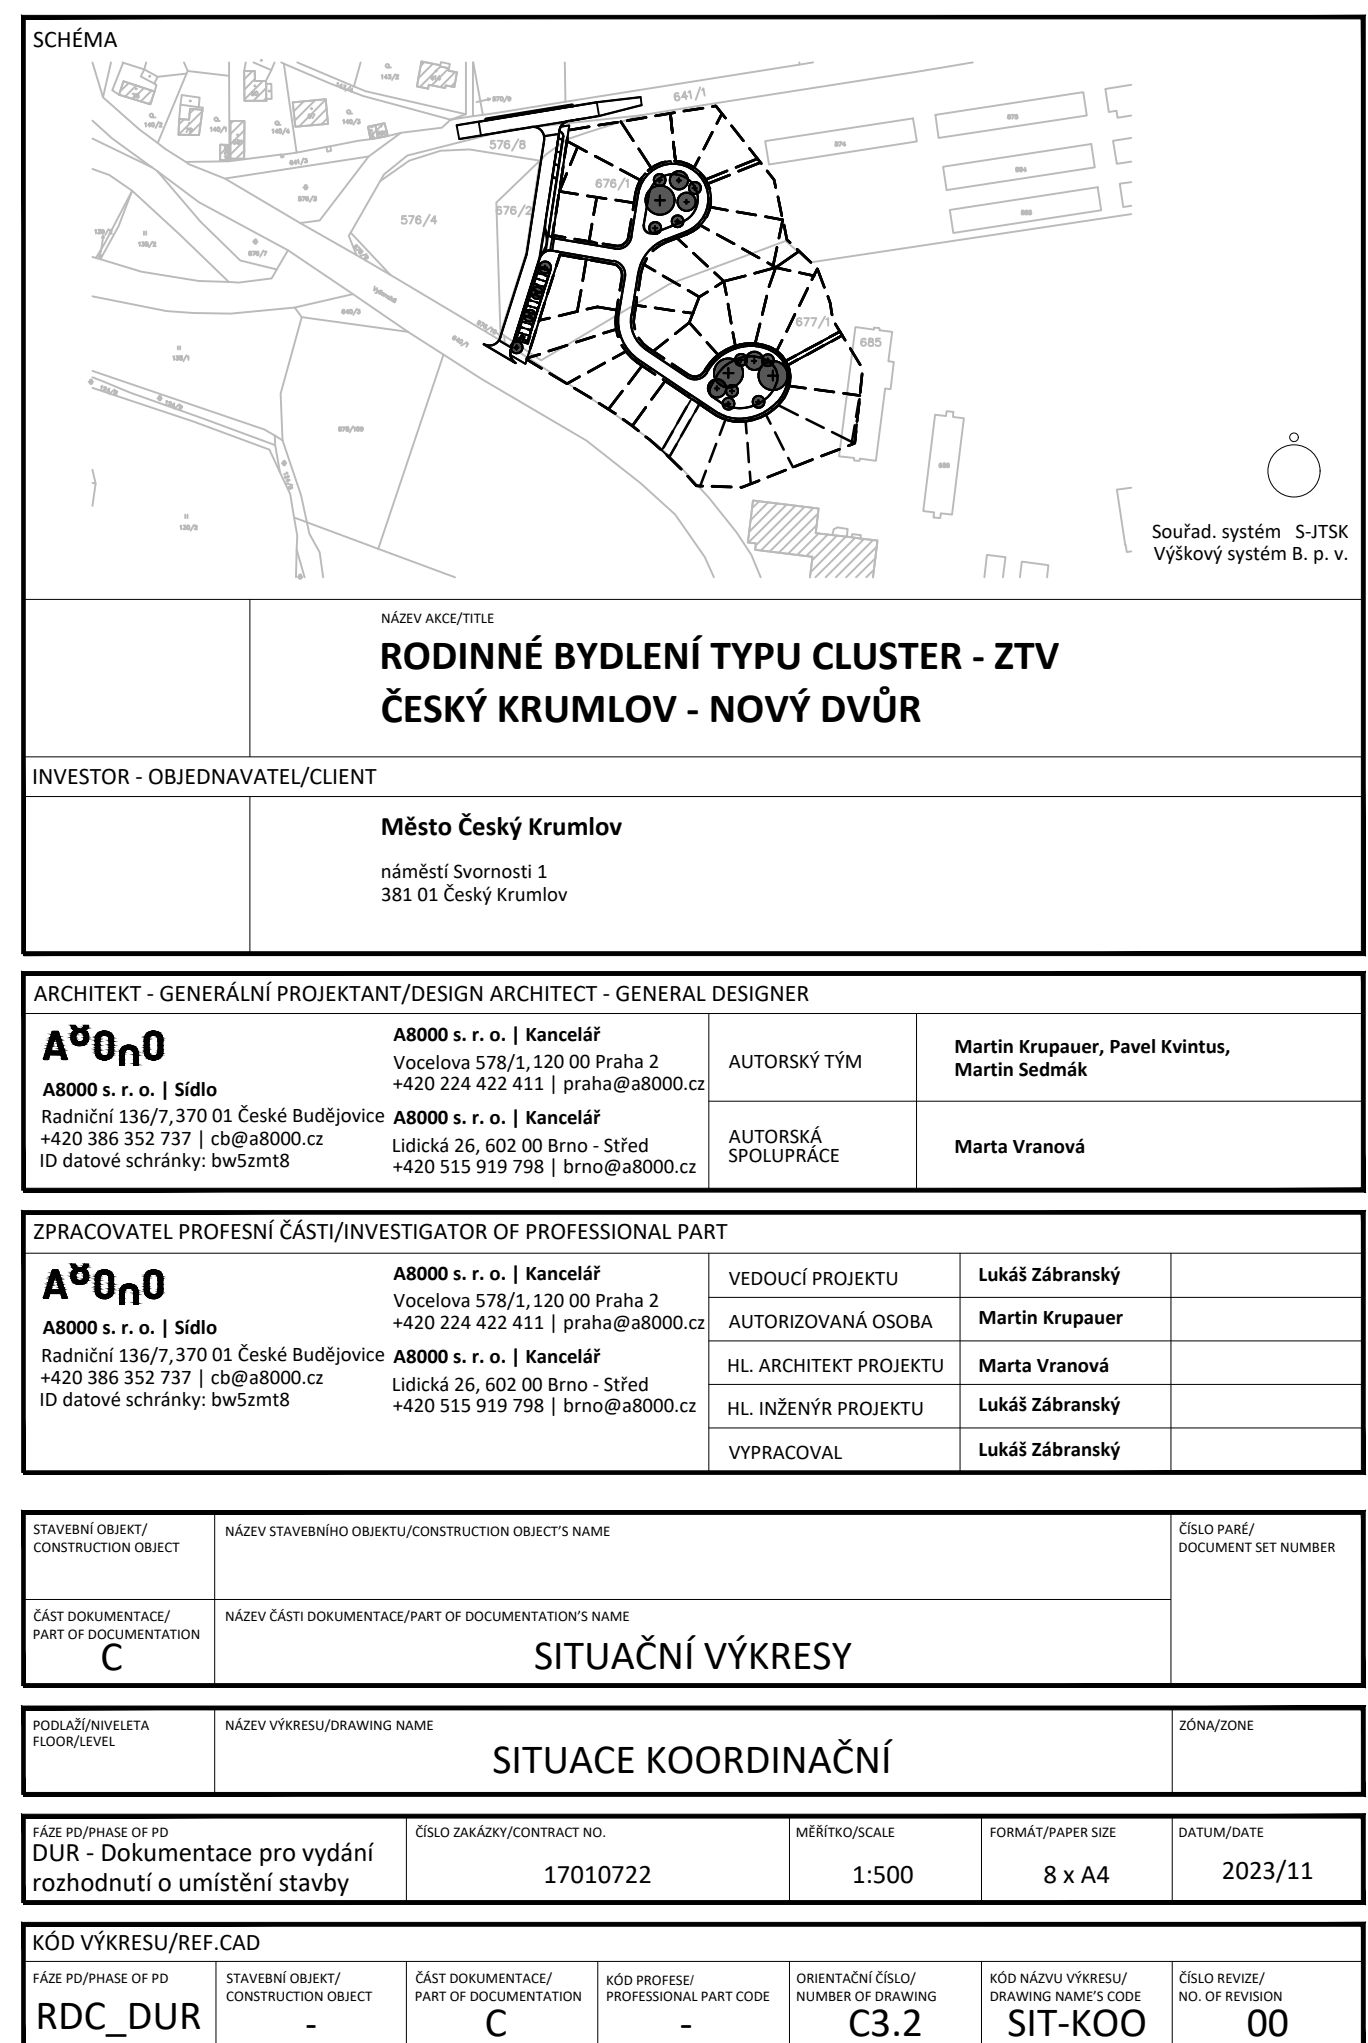 SCHÉMA
641/1
576/8
676/1
576/4
676/2
677/1
685
Souřad. systém S-JTSK
Výškový systém B. p. v.
NÁZEV AKCE/TITLE
RODINNÉ BYDLENÍ TYPU CLUSTER - ZTV
ČESKÝ KRUMLOV - NOVÝ DVŮR
INVESTOR - OBJEDNAVATEL/CLIENT
Město Český Krumlov
náměstí Svornosti 1
381 01 Český Krumlov
ARCHITEKT - GENERÁLNÍ PROJEKTANT/DESIGN ARCHITECT - GENERAL DESIGNER
A8000
A8000 s. r. o. | Sídlo
Radniční 136/7, 370 01 České Budějovice
+420 386 352 737 | cb@a8000.cz
ID datové schránky: bw5zmt8
A8000 s. r. o. | Kancelář
Vocelova 578/1, 120 00 Praha 2
+420 224 422 411 | praha@a8000.cz
A8000 s. r. o. | Kancelář
Lidická 26, 602 00 Brno - Střed
+420 515 919 798 | brno@a8000.cz
AUTORSKÝ TÝM
Martin Krupauer, Pavel Kvintus,
Martin Sedmák
AUTORSKÁ
SPOLUPRÁCE
Marta Vranová
ZPRACOVATEL PROFESNÍ ČÁSTI/INVESTIGATOR OF PROFESSIONAL PART
A8000
A8000 s. r. o. | Sídlo
Radniční 136/7, 370 01 České Budějovice
+420 386 352 737 | cb@a8000.cz
ID datové schránky: bw5zmt8
A8000 s. r. o. | Kancelář
Vocelova 578/1, 120 00 Praha 2
+420 224 422 411 | praha@a8000.cz
A8000 s. r. o. | Kancelář
Lidická 26, 602 00 Brno - Střed
+420 515 919 798 | brno@a8000.cz
VEDOUCÍ PROJEKTU
Lukáš Zábranský
AUTORIZOVANÁ OSOBA
Martin Krupauer
HL. ARCHITEKT PROJEKTU
Marta Vranová
HL. INŽENÝR PROJEKTU
Lukáš Zábranský
VYPRACOVAL
Lukáš Zábranský
STAVEBNÍ OBJEKT/
CONSTRUCTION OBJECT
NÁZEV STAVEBNÍHO OBJEKTU/CONSTRUCTION OBJECT'S NAME
ČÍSLO PARÉ/
DOCUMENT SET NUMBER
ČÁST DOKUMENTACE/
PART OF DOCUMENTATION
C
NÁZEV ČÁSTI DOKUMENTACE/PART OF DOCUMENTATION'S NAME
SITUAČNÍ VÝKRESY
PODLAŽÍ/NIVELETA
FLOOR/LEVEL
NÁZEV VÝKRESU/DRAWING NAME
SITUACE KOORDINAČNÍ
ZÓNA/ZONE
FÁZE PD/PHASE OF PD
DUR - Dokumentace pro vydání
rozhodnutí o umístění stavby
ČÍSLO ZAKÁZKY/CONTRACT NO.
17010722
MĚŘÍTKO/SCALE
1:500
FORMÁT/PAPER SIZE
8 x A4
DATUM/DATE
2023/11
KÓD VÝKRESU/REF.CAD
FÁZE PD/PHASE OF PD
RDC_DUR
STAVEBNÍ OBJEKT/
CONSTRUCTION OBJECT
-
ČÁST DOKUMENTACE/
PART OF DOCUMENTATION
C
KÓD PROFESE/
PROFESSIONAL PART CODE
-
ORIENTAČNÍ ČÍSLO/
NUMBER OF DRAWING
C3.2
KÓD NÁZVU VÝKRESU/
DRAWING NAME'S CODE
SIT-KOO
ČÍSLO REVIZE/
NO. OF REVISION
00